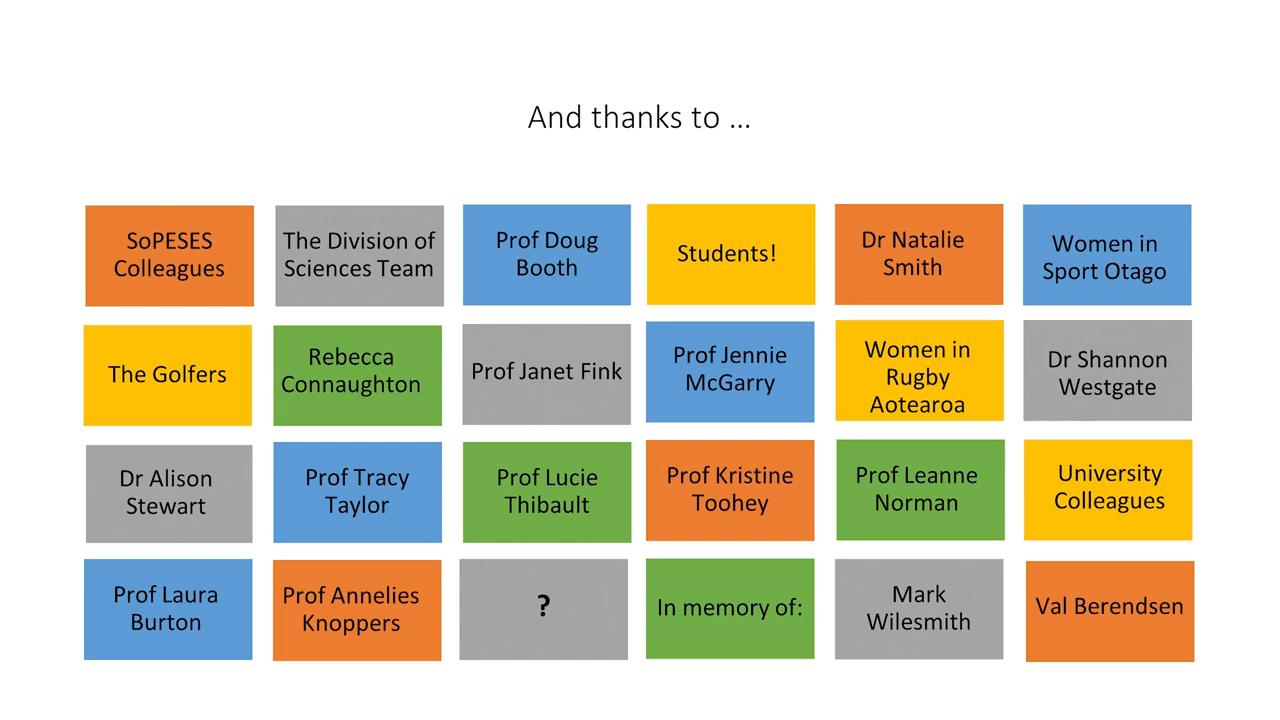 And thanks to ...
SoPESES
Colleagues
The Division of
Sciences Team
Prof Doug
Booth
Students!
Dr Natalie
Smith
Women in
Sport Otago
The Golfers
Rebecca
Connaughton
Prof Janet Fink
Prof Jennie
McGarry
Women in
Rugby
Aotearoa
Dr Shannon
Westgate
Dr Alison
Stewart
Prof Tracy
Taylor
Prof Lucie
Thibault
Prof Kristine
Toohey
Prof Leanne
Norman
University
Colleagues
Prof Laura
Burton
Prof Annelies
Knoppers
?
In memory of:
Mark
Wilesmith
Val Berendsen